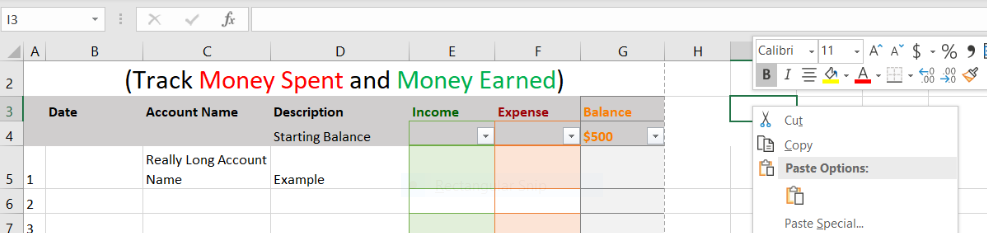 I3 fx
A B C D E F G H
Calibri 11 A A $ % 9
B I A .00 .00
2 (Track Money Spent and Money Earned)
3 Date Account Name Description Income Expense Balance
4 Starting Balance $500
Really Long Account
5 1 Name Example
6 2
7 3
Cut
Copy
Paste Options:
Paste Special...